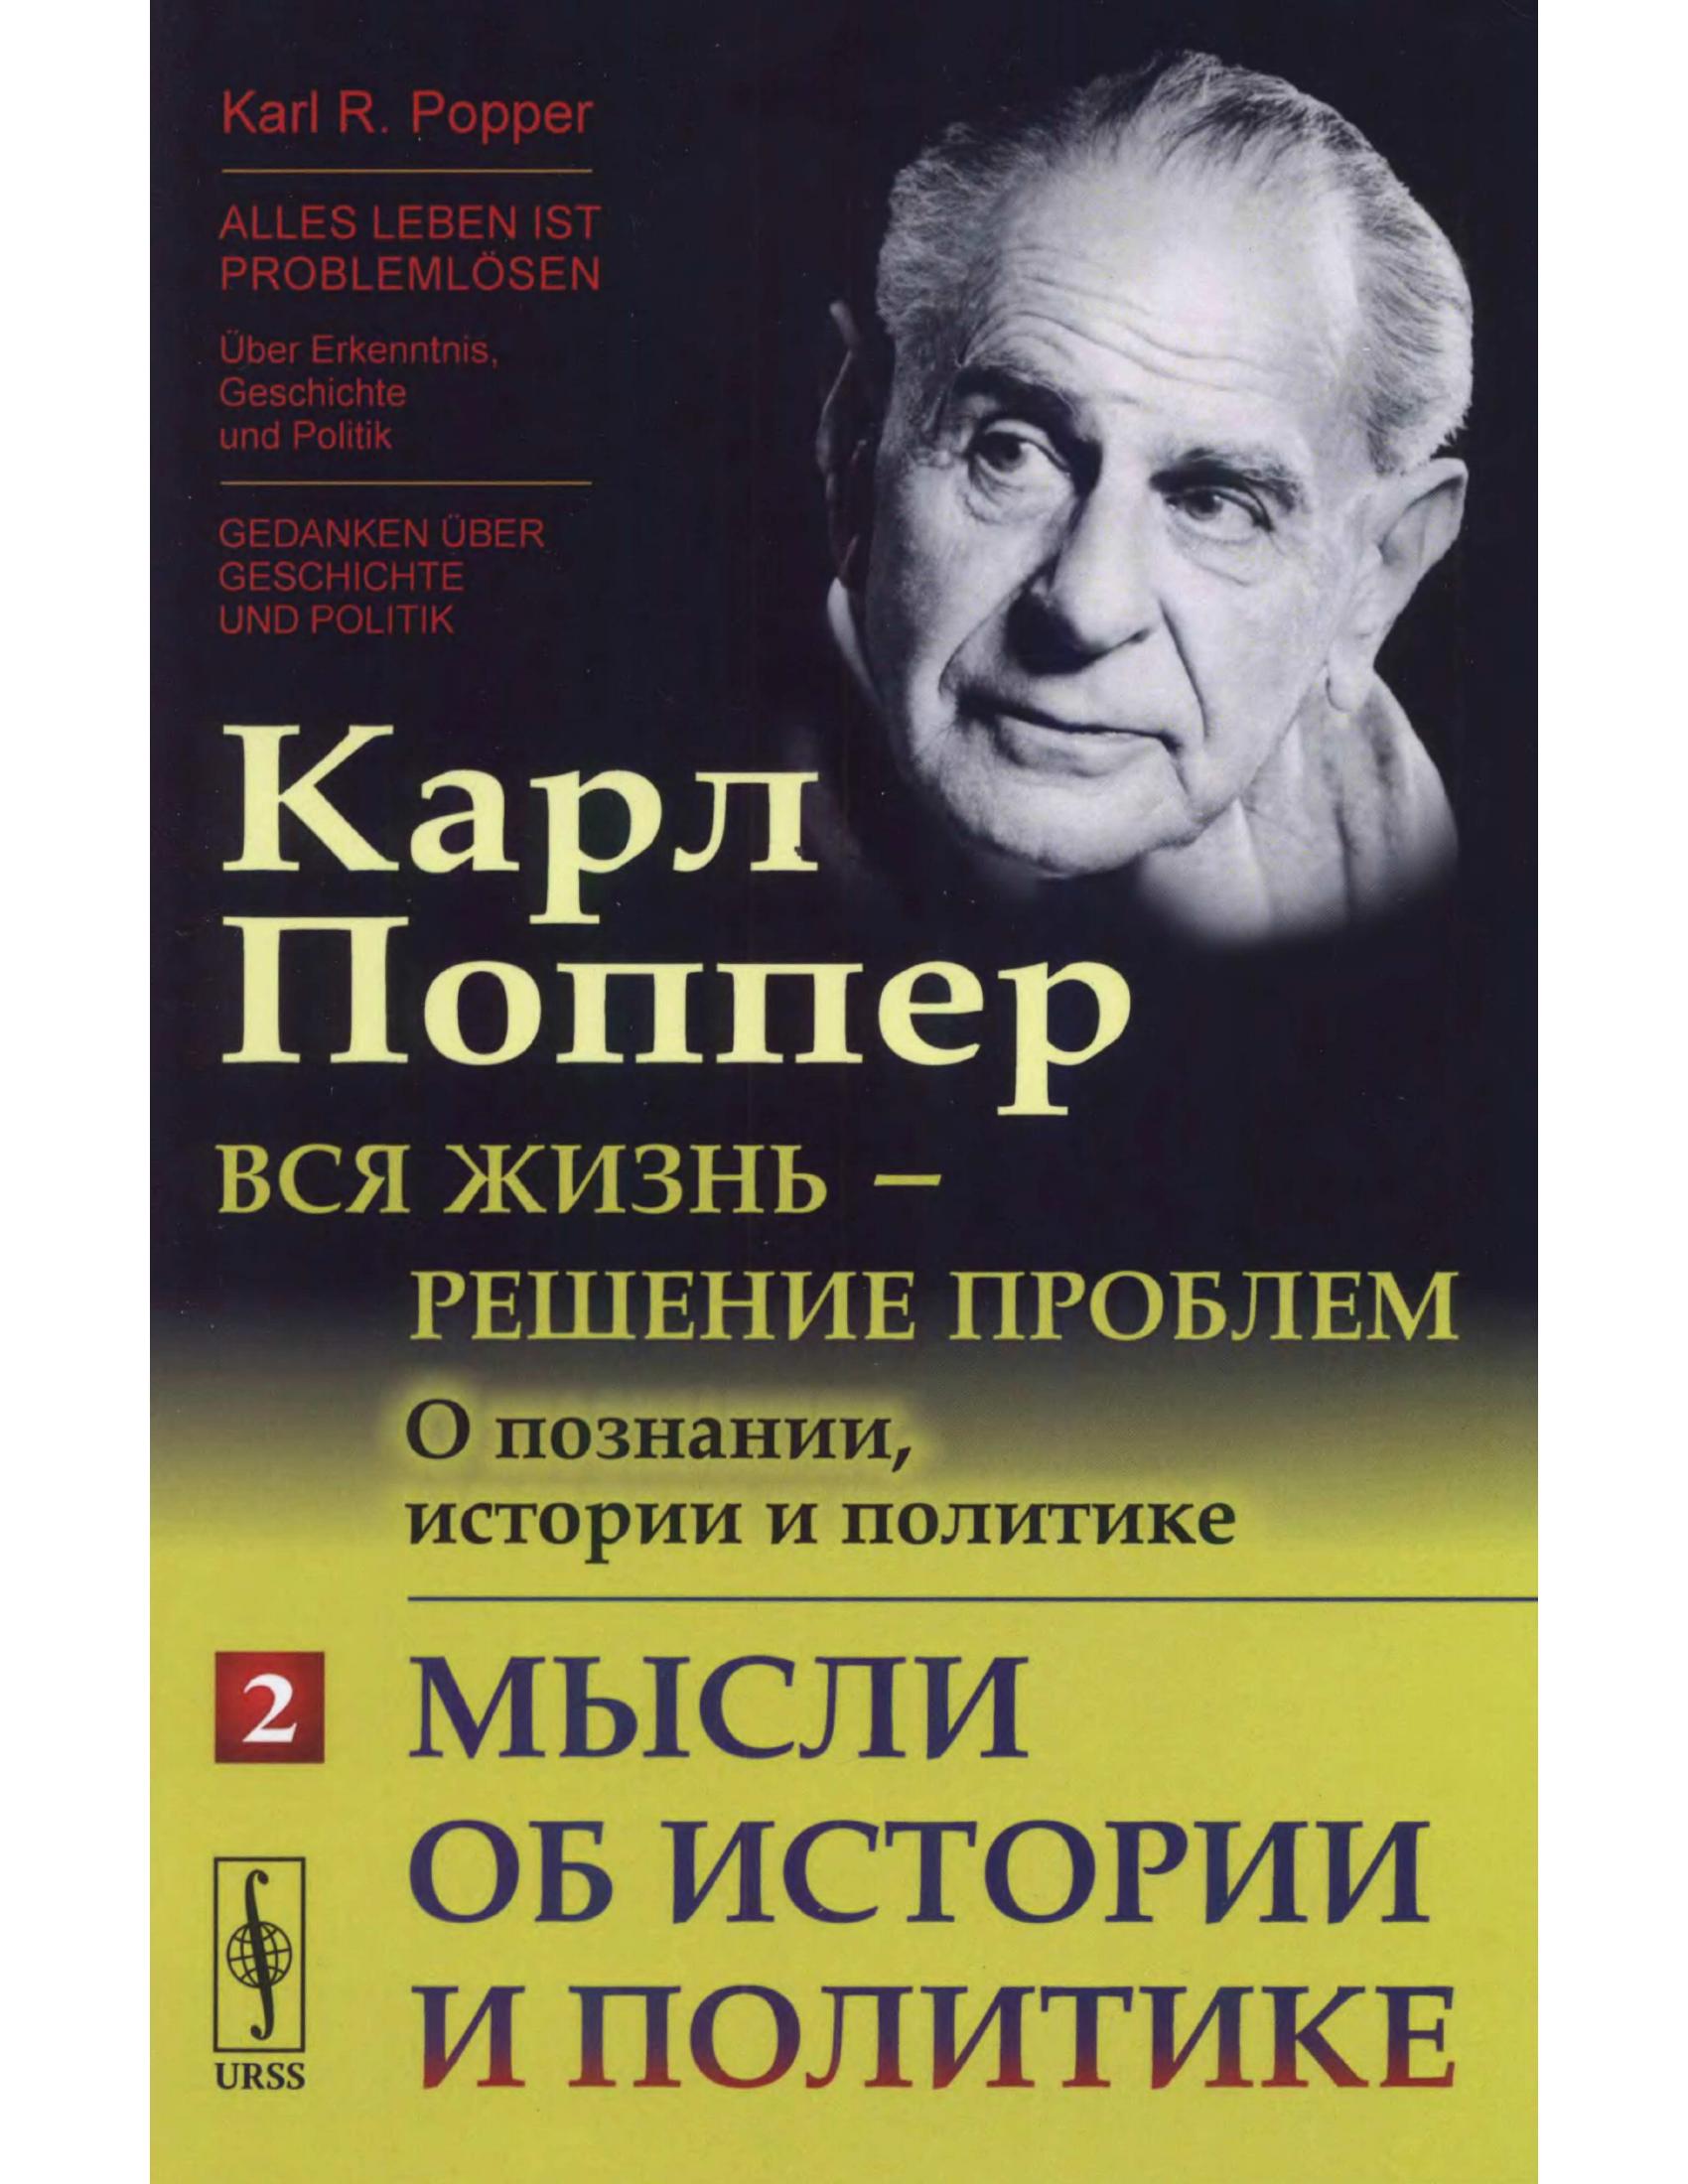 Karl R. Popper
ALLES LEBEN IST
PROBLEMLÖSEN
Über Erkenntnis,
Geschichte
und Politik
GEDANKEN ÜBER
GESCHICHTE
UND POLITIK
Карл
Поппер
ВСЯ ЖИЗНЬ –
РЕШЕНИЕ ПРОБЛЕМ
О познании,
истории и политике
2
МЫСЛИ
ОБ ИСТОРИИ
И ПОЛИТИКЕ
URSS